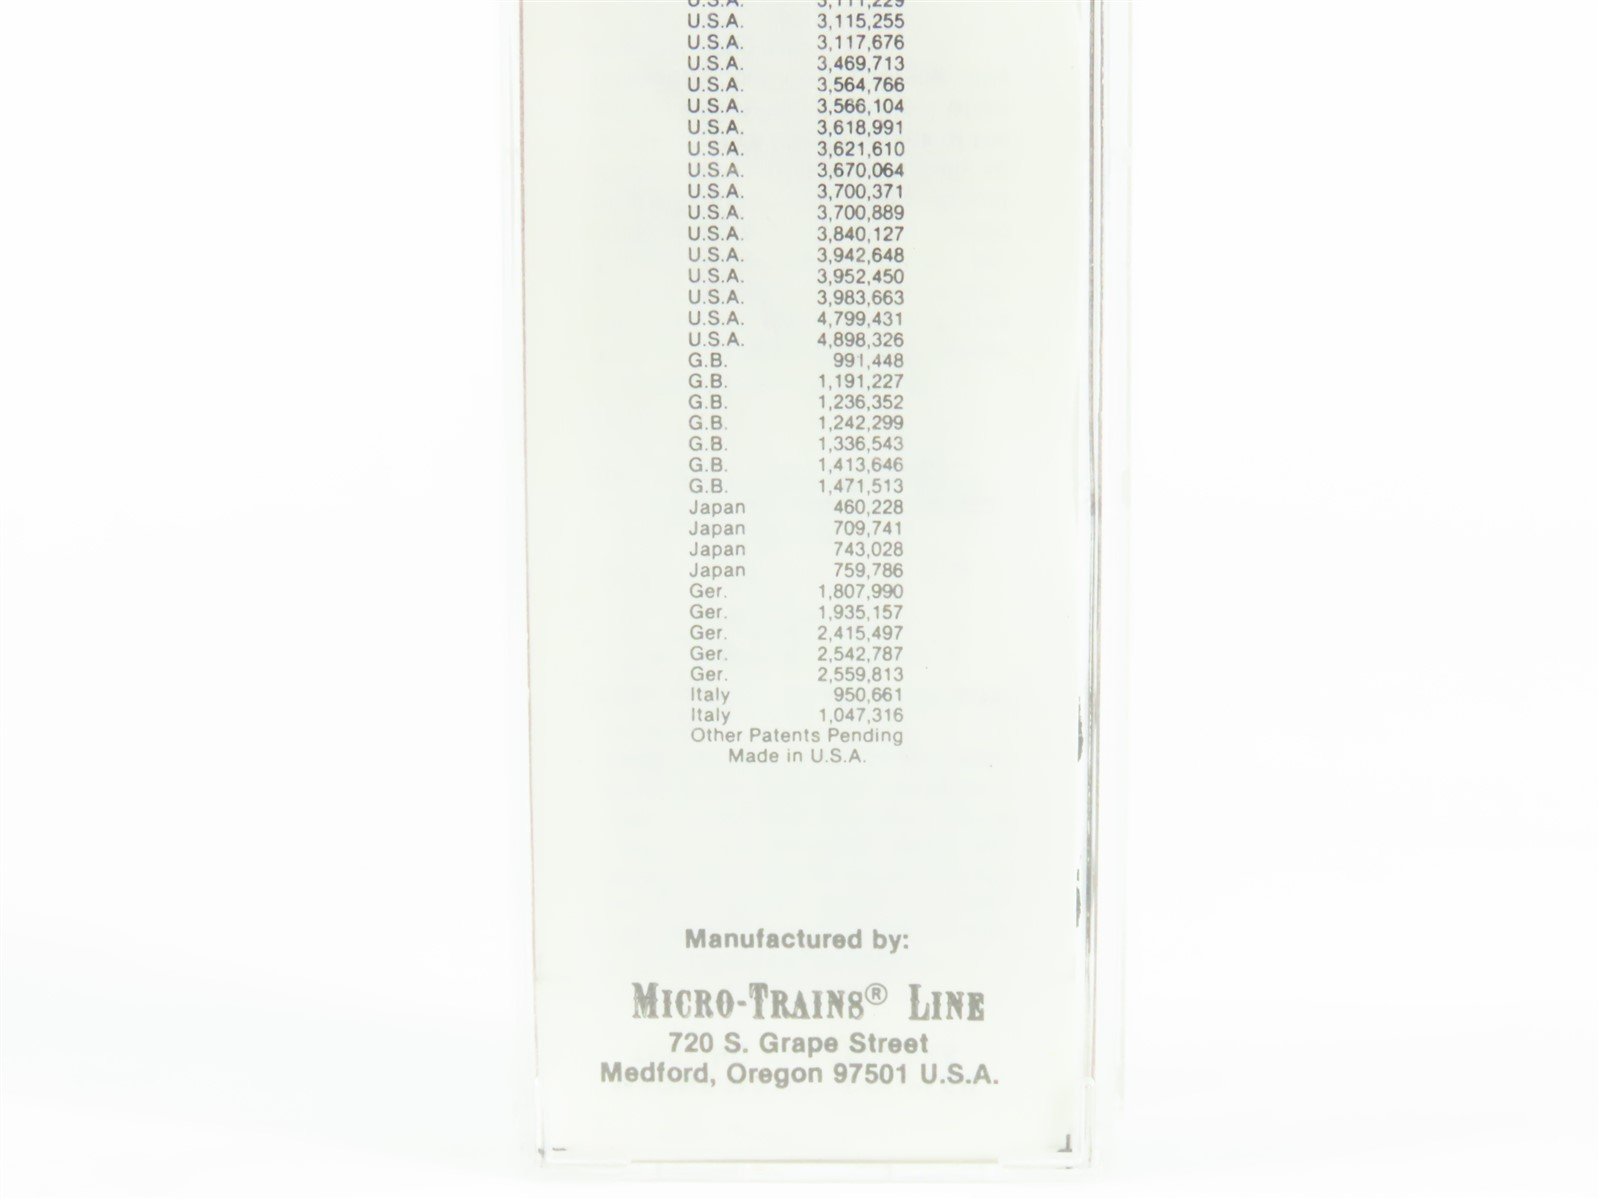 U.S.A. 3,111,229
U.S.A. 3,115,255
U.S.A. 3,117,676
U.S.A. 3,469,713
U.S.A. 3,564,766
U.S.A. 3,566,104
U.S.A. 3,618,991
U.S.A. 3,621,610
U.S.A. 3,670,064
U.S.A. 3,700,371
U.S.A. 3,700,889
U.S.A. 3,840,127
U.S.A. 3,942,648
U.S.A. 3,952,450
U.S.A. 3,983,663
U.S.A. 4,799,431
U.S.A. 4,898,326
G.B. 991,448
G.B. 1,191,227
G.B. 1,236,352
G.B. 1,242,299
G.B. 1,336,543
G.B. 1,413,646
G.B. 1,471,513
Japan 460,228
Japan 709,741
Japan 743,028
Japan 759,786
Ger. 1,807,990
Ger. 1,935,157
Ger. 2,415,497
Ger. 2,542,787
Ger. 2,559,813
Italy 950,661
Italy 1,047,316
Other Patents Pending
Made in U.S.A.
Manufactured by:
MICRO-TRAINS® LINE
720 S. Grape Street
Medford, Oregon 97501 U.S.A.